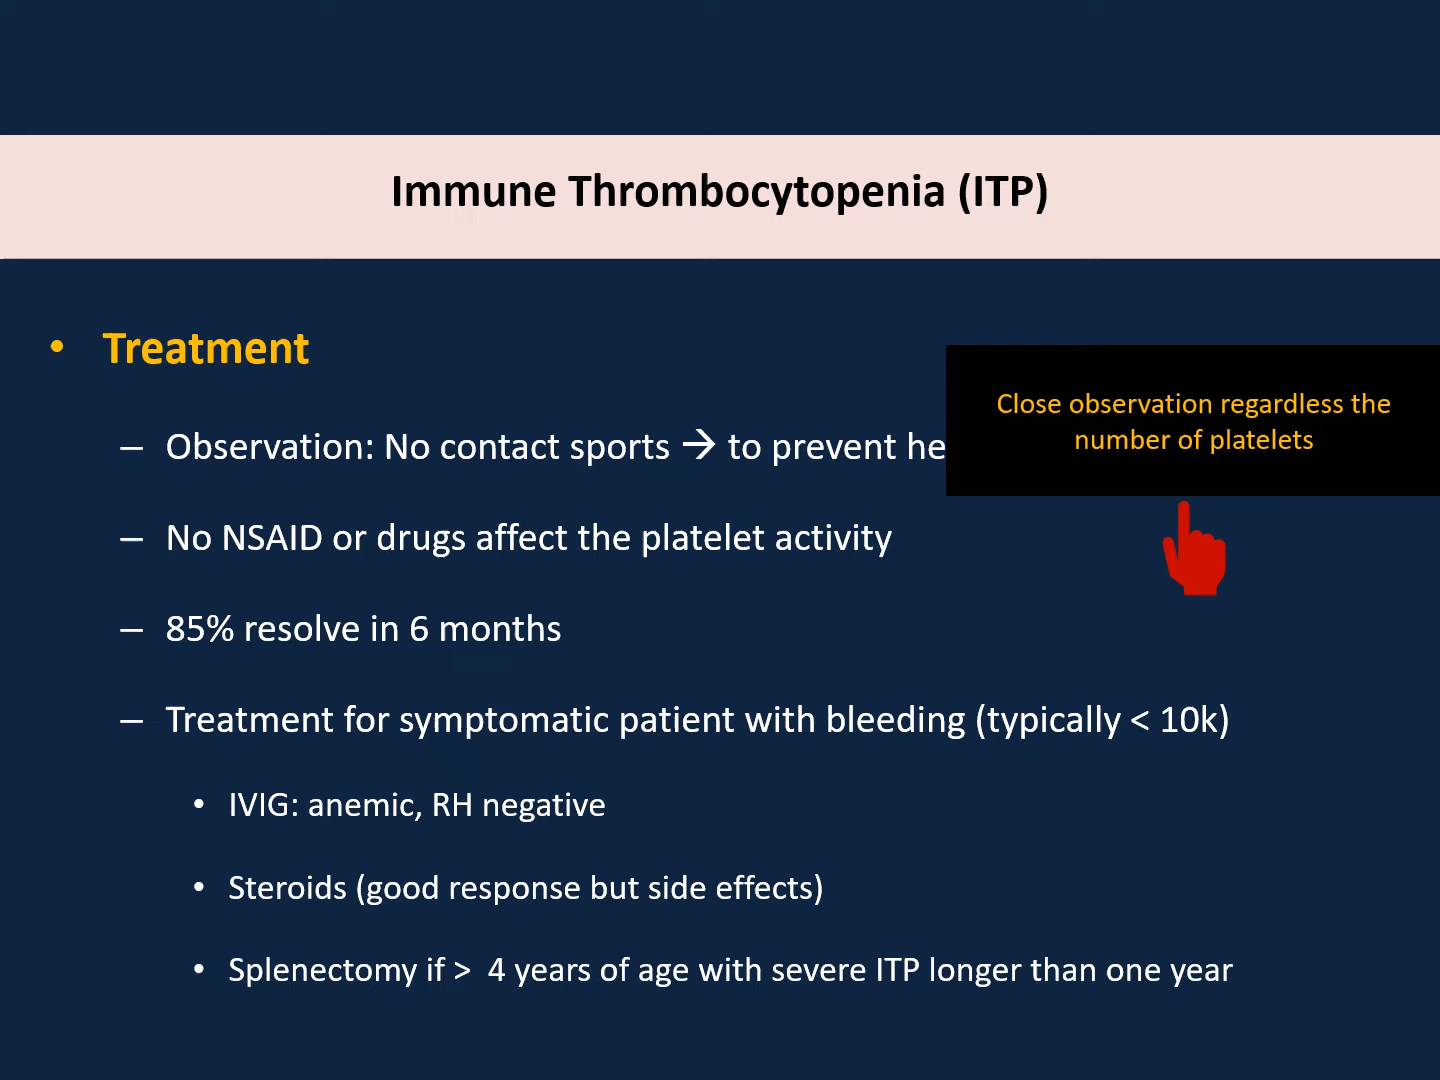 Immune Thrombocytopenia (ITP)
• Treatment
– Observation: No contact sports → to prevent
Close observation regardless the
number of platelets
– No NSAID or drugs affect the platelet activity
– 85% resolve in 6 months
– Treatment for symptomatic patient with bleeding (typically < 10k)
• IVIG: anemic, RH negative
• Steroids (good response but side effects)
• Splenectomy if > 4 years of age with severe ITP longer than one year